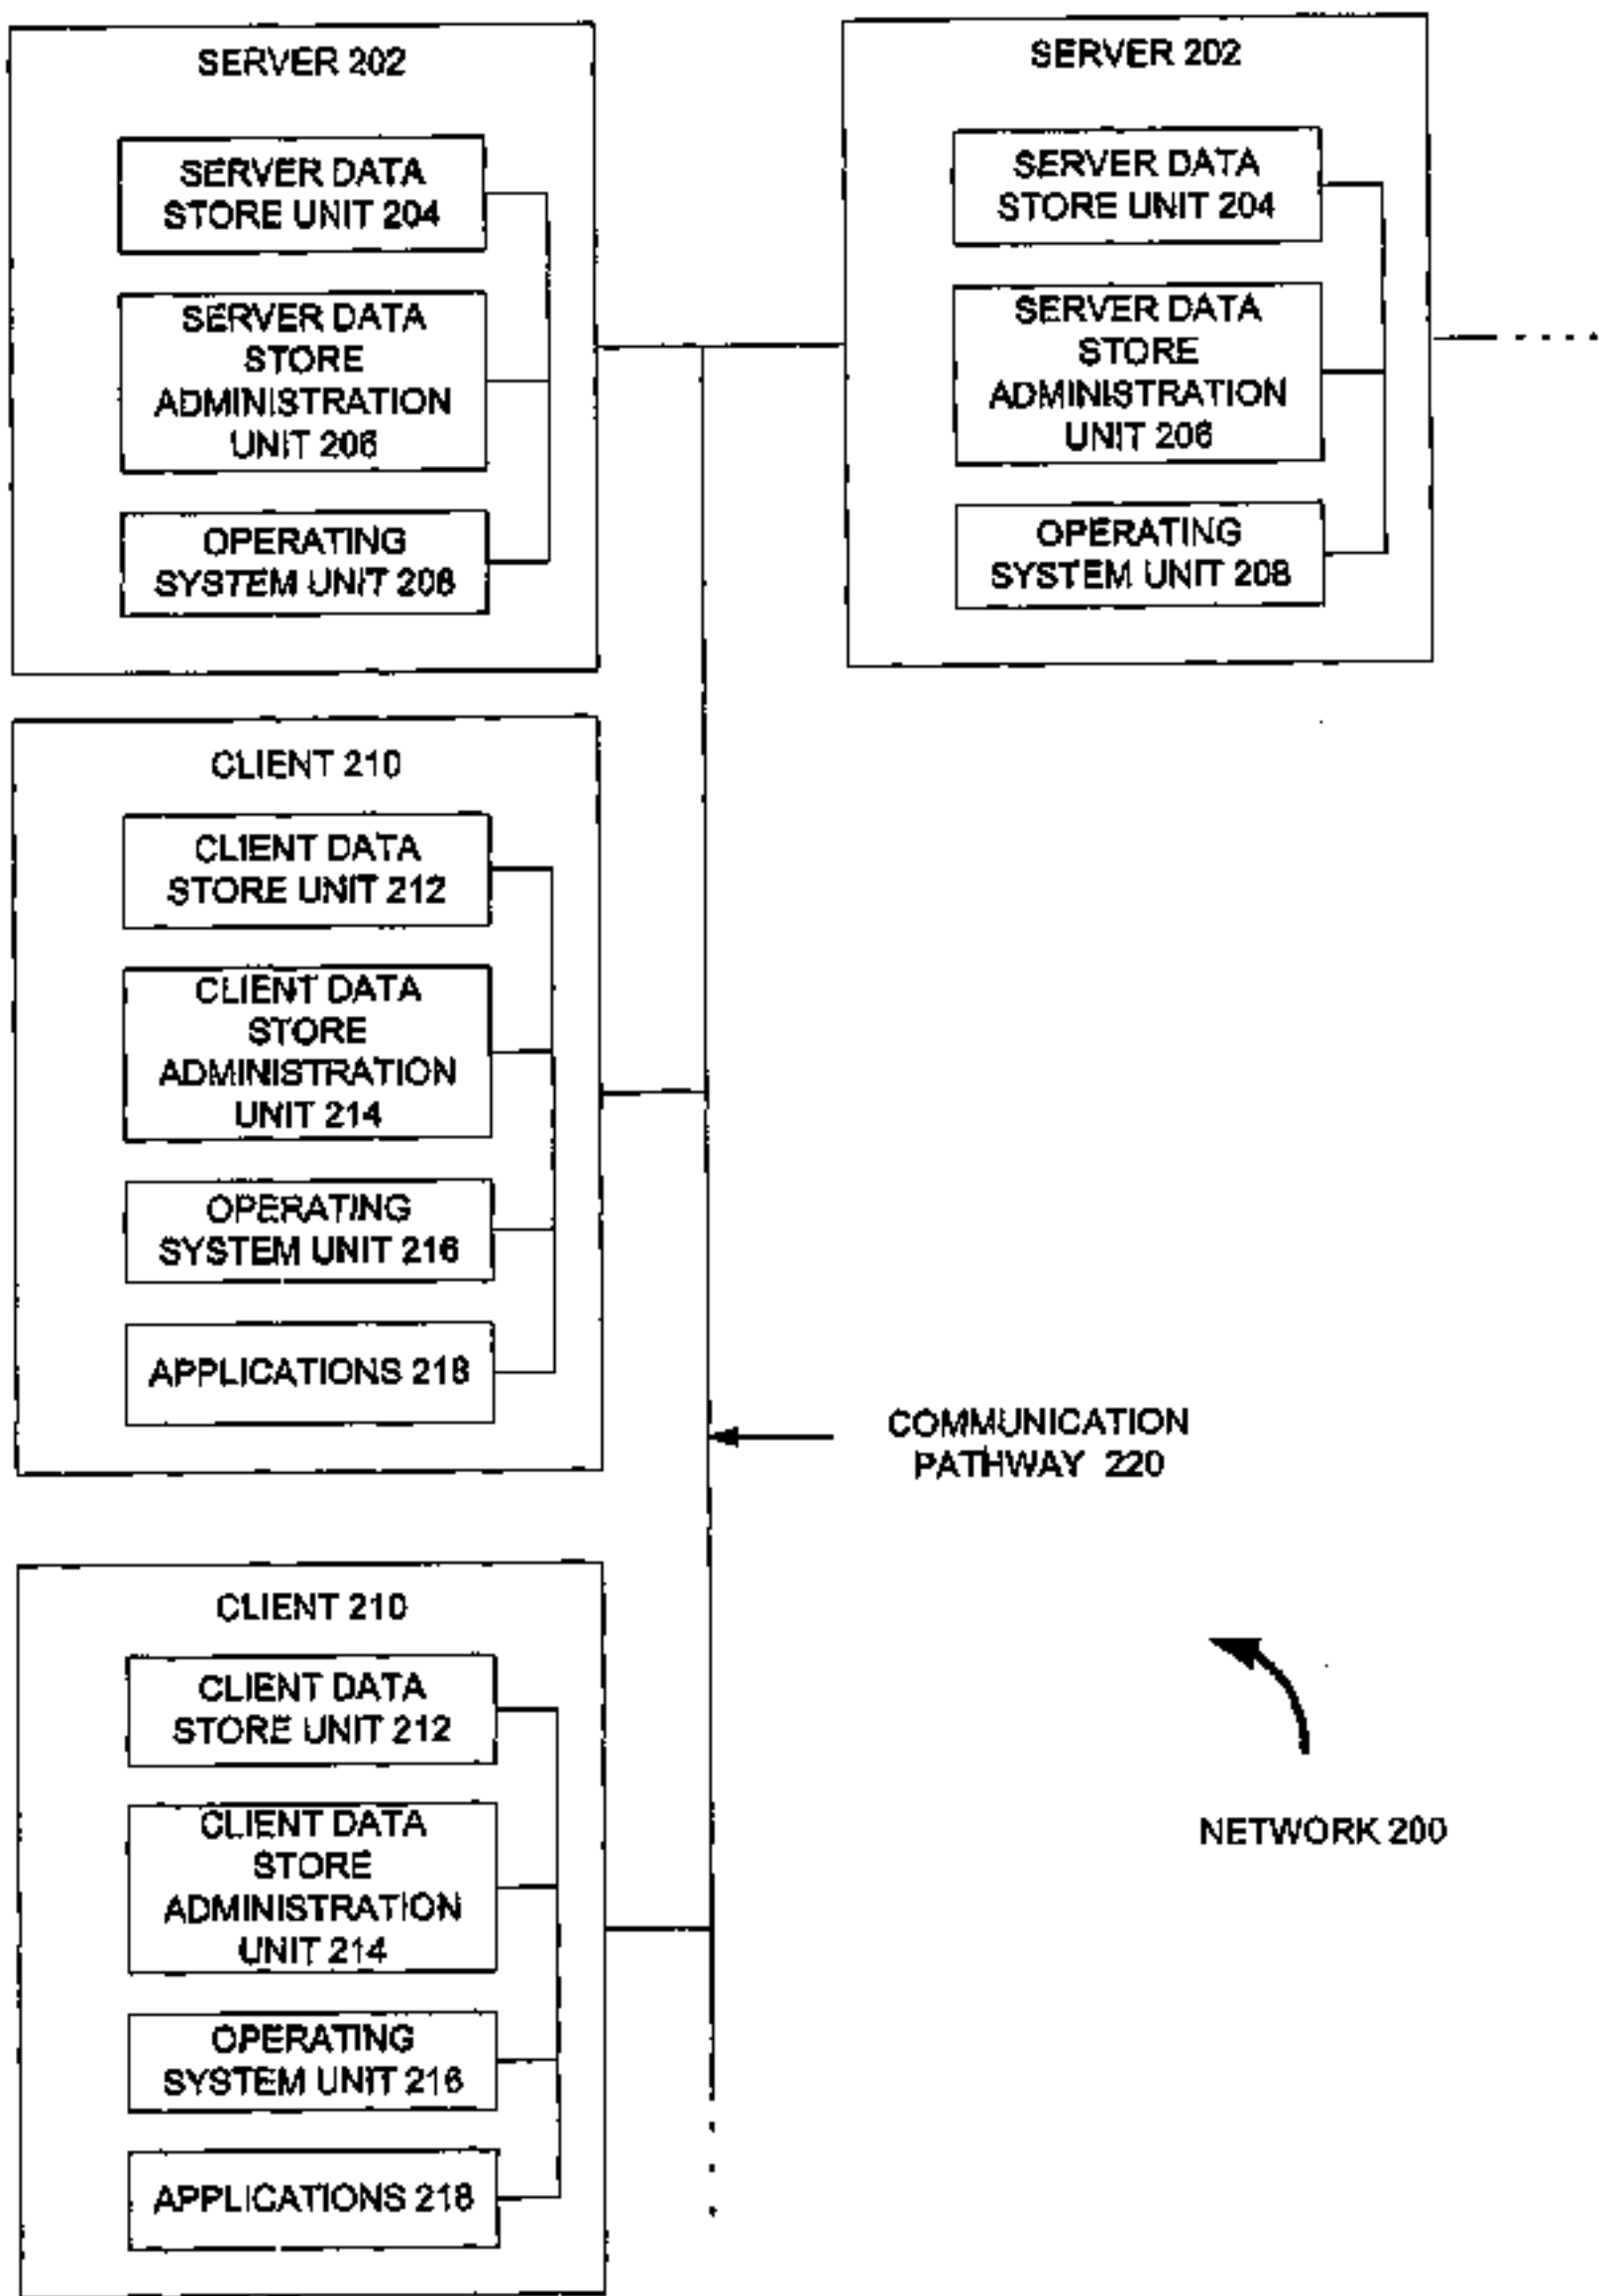 SERVER 202
SERVER DATA
STORE UNIT 204
SERVER DATA
STORE
ADMINISTRATION
UNIT 206
OPERATING
SYSTEM UNIT 208
SERVER 202
SERVER DATA
STORE UNIT 204
SERVER DATA
STORE
ADMINISTRATION
UNIT 206
OPERATING
SYSTEM UNIT 208
CLIENT 210
CLIENT DATA
STORE UNIT 212
CLIENT DATA
STORE
ADMINISTRATION
UNIT 214
OPERATING
SYSTEM UNIT 216
APPLICATIONS 218
COMMUNICATION
PATHWAY 220
CLIENT 210
CLIENT DATA
STORE UNIT 212
CLIENT DATA
STORE
ADMINISTRATION
UNIT 214
OPERATING
SYSTEM UNIT 216
APPLICATIONS 218
NETWORK 200